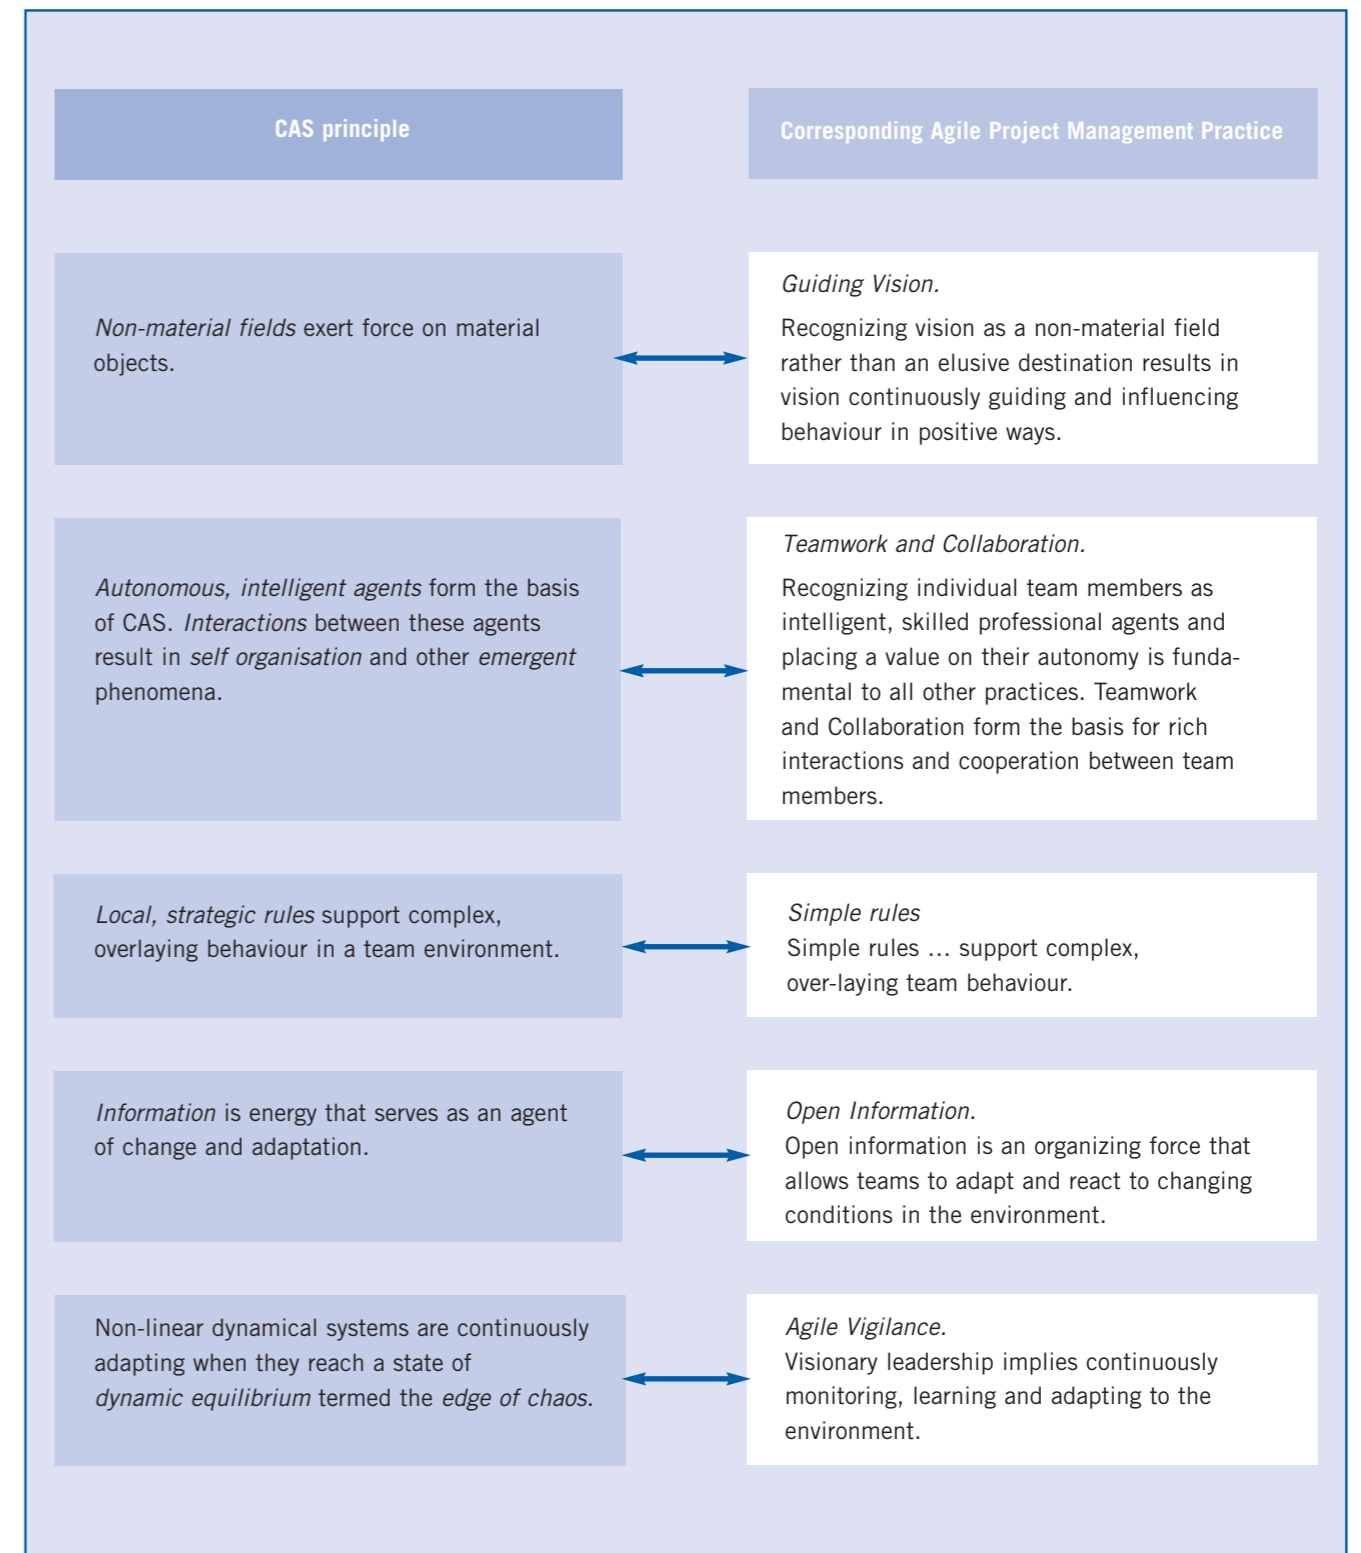 CAS principle
Corresponding Agile Project Management Practice
Non-material fields exert force on material
objects.
Guiding Vision.
Recognizing vision as a non-material field
rather than an elusive destination results in
vision continuously guiding and influencing
behaviour in positive ways.
Autonomous, intelligent agents form the basis
of CAS. Interactions between these agents
result in self organisation and other emergent
phenomena.
Teamwork and Collaboration.
Recognizing individual team members as
intelligent, skilled professional agents and
placing a value on their autonomy is funda-
mental to all other practices. Teamwork
and Collaboration form the basis for rich
interactions and cooperation between team
members.
Local, strategic rules support complex,
overlaying behaviour in a team environment.
Simple rules
Simple rules … support complex,
over-laying team behaviour.
Information is energy that serves as an agent
of change and adaptation.
Open Information.
Open information is an organizing force that
allows teams to adapt and react to changing
conditions in the environment.
Non-linear dynamical systems are continuously
adapting when they reach a state of
dynamic equilibrium termed the edge of chaos.
Agile Vigilance.
Visionary leadership implies continuously
monitoring, learning and adapting to the
environment.